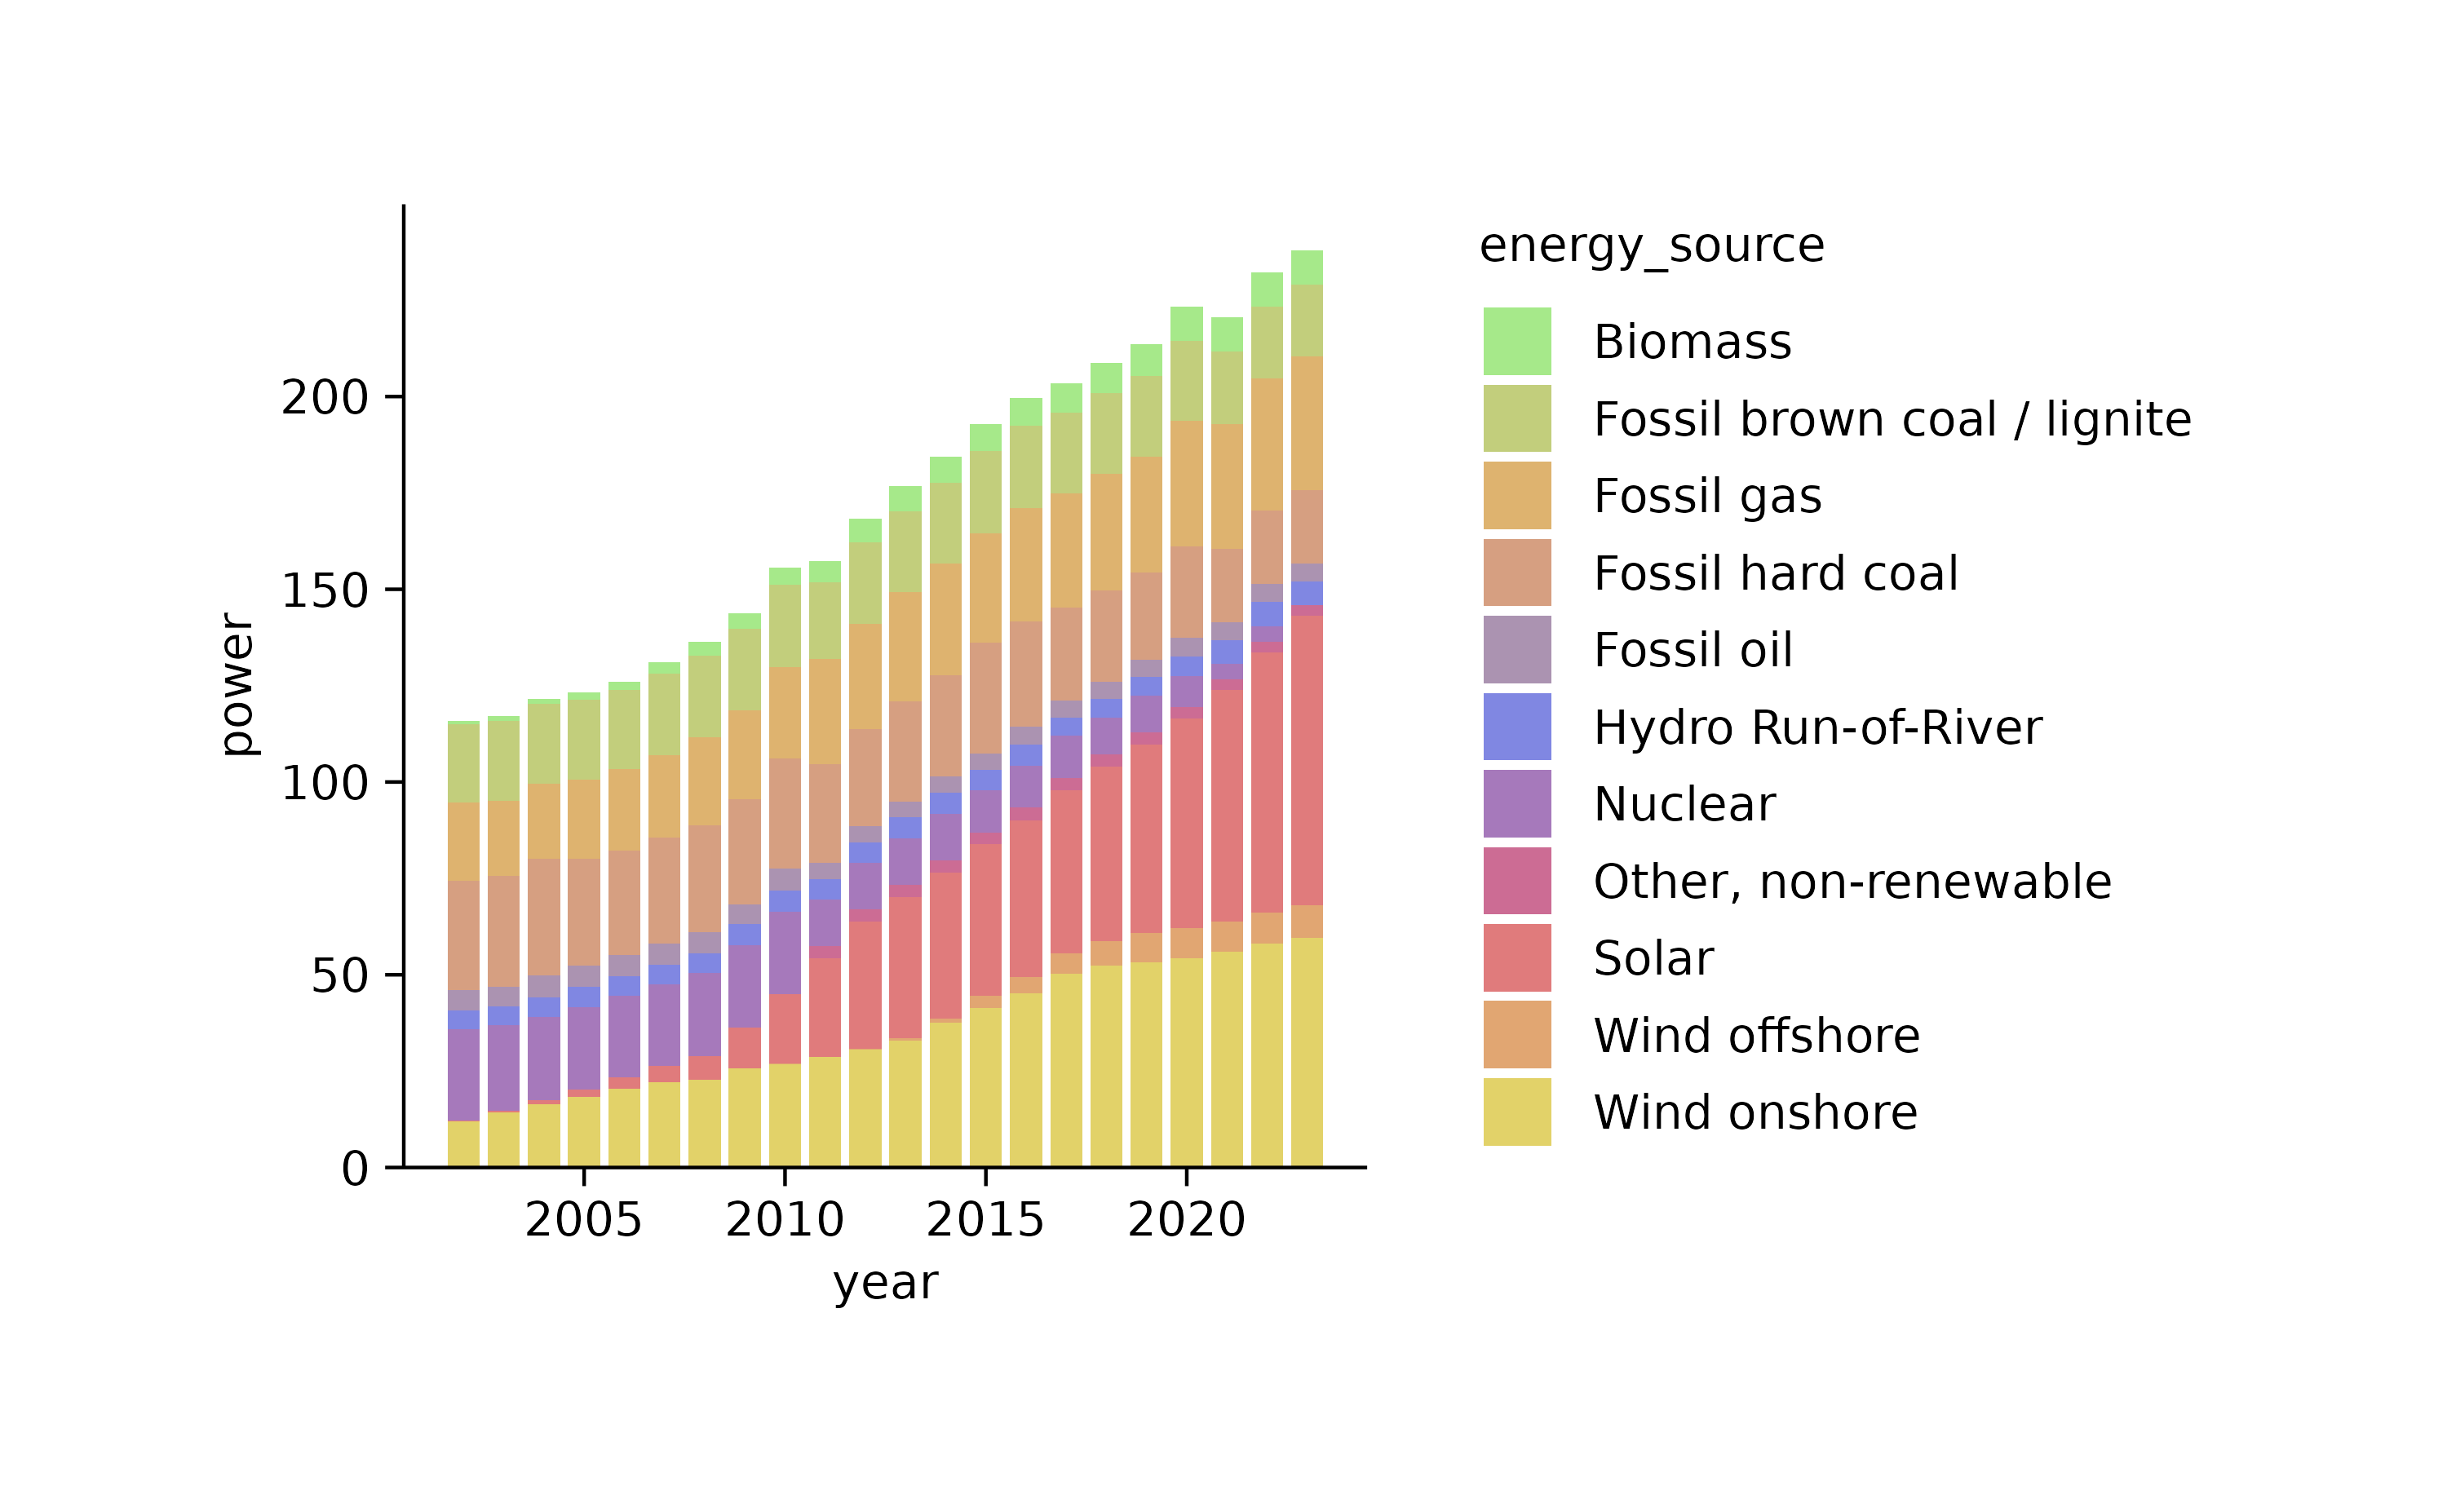 power
200
150
100
50
0
2005 2010 2015 2020
year
energy_source
Biomass
Fossil brown coal / lignite
Fossil gas
Fossil hard coal
Fossil oil
Hydro Run-of-River
Nuclear
Other, non-renewable
Solar
Wind offshore
Wind onshore